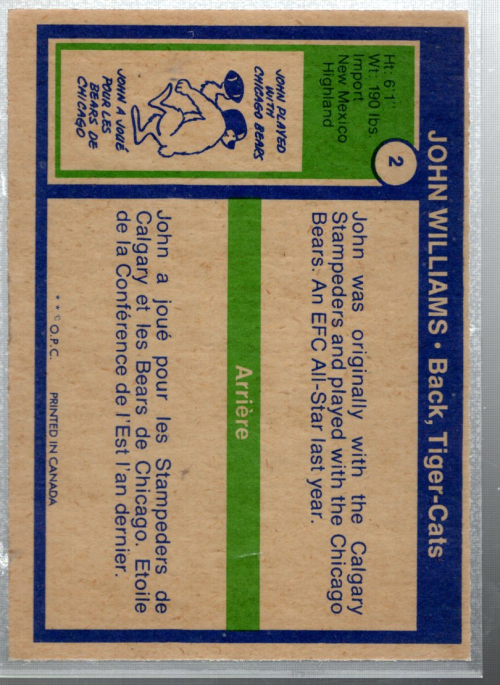 JOHN WILLIAMS • Back, Tiger-Cats
2
Ht: 6'1"
Wt: 190 lbs.
Import
New Mexico
Highland
JOHN PLAYED
WITH
CHICAGO BEARS
JOHN A JOUÉ
POUR LES
BEARS DE
CHICAGO
John was originally with the Calgary
Stampeders and played with the Chicago
Bears. An EFC All-Star last year.
Arrière
John a joué pour les Stampeders de
Calgary et les Bears de Chicago. Etoile
de la Conférence de l'Est l'an dernier.
* * © O.P.C. PRINTED IN CANADA